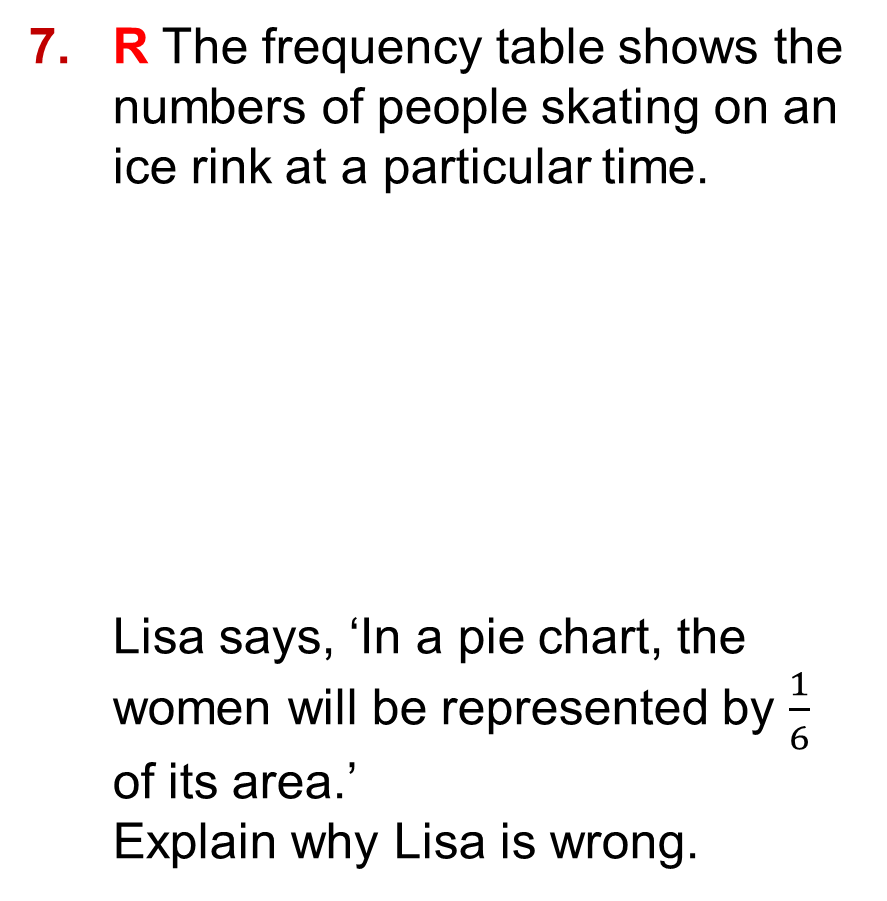 7. R The frequency table shows the
numbers of people skating on an
ice rink at a particular time.
Lisa says, ‘In a pie chart, the
women will be represented by 1/6
of its area.’
Explain why Lisa is wrong.